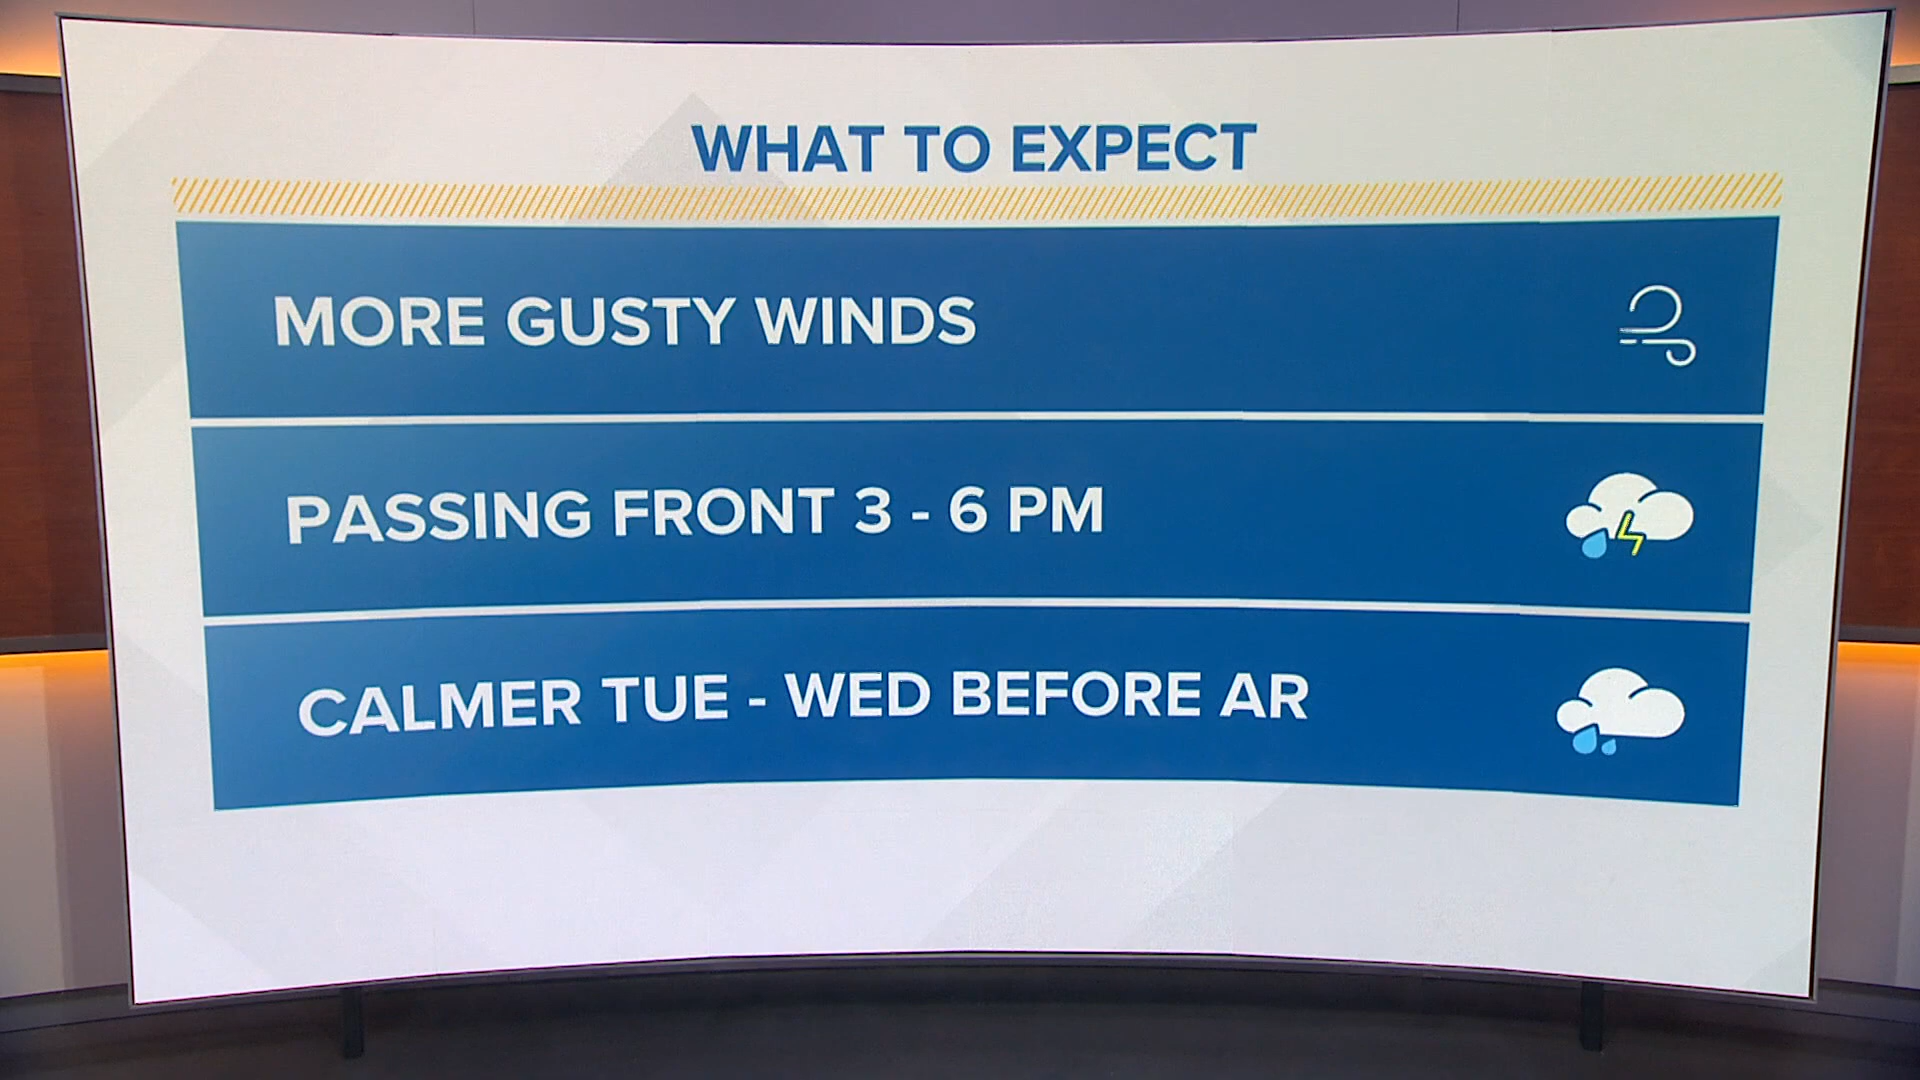 WHAT TO EXPECT
MORE GUSTY WINDS
PASSING FRONT 3 - 6 PM
CALMER TUE - WED BEFORE AR